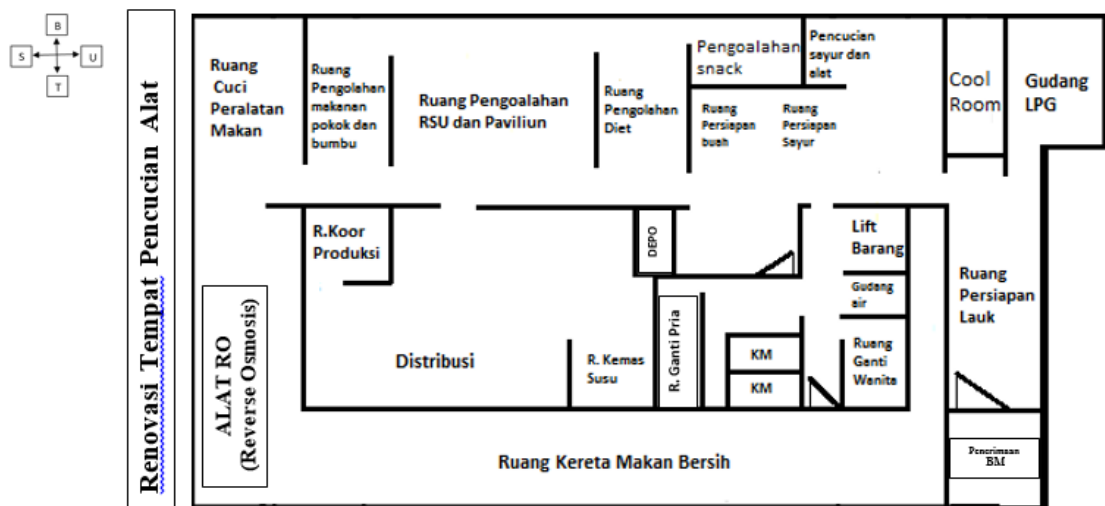 B
S
U
T
Renovasi Tempat Pencucian Alat
Ruang
Cuci
Peralatan
Makan
Ruang
Pengolahan
makanan
pokok dan
bumbu
Ruang Pengoalahan
RSU dan Paviliun
Ruang
Pengolahan
Diet
Pengoalahan
snack
Pencucian
sayur dan
alat
Ruang
Persiapan
buah
Ruang
Persiapan
Sayur
Cool
Room
Gudang
LPG
R.Koor
Produksi
DEPO
Lift
Barang
Gudang
air
Ruang
Persiapan
Lauk
ALAT RO
(Reverse Osmosis)
Distribusi
R. Kemas
Susu
R. Ganti Pria
KM
KM
Ruang
Ganti
Wanita
Ruang Kereta Makan Bersih
Penerimaan
BM